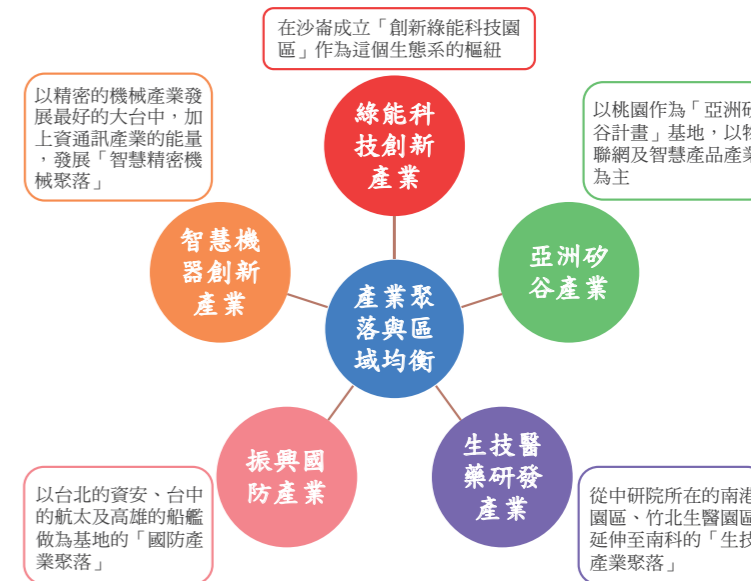 在沙崙成立「創新綠能科技園
區」作為這個生態系的樞紐
綠能科
技創新
產業
以精密的機械產業發
展最好的大台中，加
上資通訊產業的能量
，發展「智慧精密機
械聚落」
智慧機
器創新
產業
以桃園作為「亞洲矽
谷計畫」基地，以物
聯網及智慧產品產業
為主
亞洲矽
谷產業
產業聚
落與區
域均衡
振興國
防產業
以台北的資安、台中
的航太及高雄的船艦
做為基地的「國防產
業聚落」
生技醫
藥研發
產業
從中研院所在的南港
園區、竹北生醫園區
延伸至南科的「生技
產業聚落」